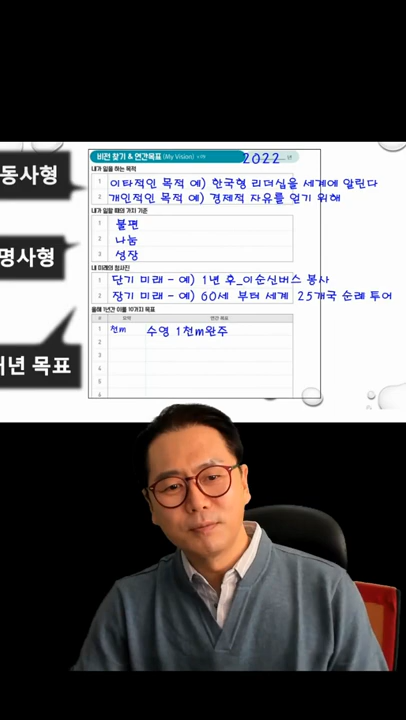 비전 찾기 & 연간목표 (My Vision) 2022 년
내가 일을 하는 목적
1 이타적인 목적 예) 한국형 리더십을 세계에 알린다
2 개인적인 목적 예) 경제적 자유를 얻기 위해
내가 일할 때의 가치 기준
1 불편
2 나눔
3 성장
내 미래의 청사진
1 단기 미래 - 예) 1년 후_이순신버스 봉사
2 장기 미래 - 예) 60세 부터 세계 25개국 순례 투어
올해 1년간 이룰 10가지 목표
1 천m 수영 1천m완주
2
3
4
동사형
명사형
년 목표